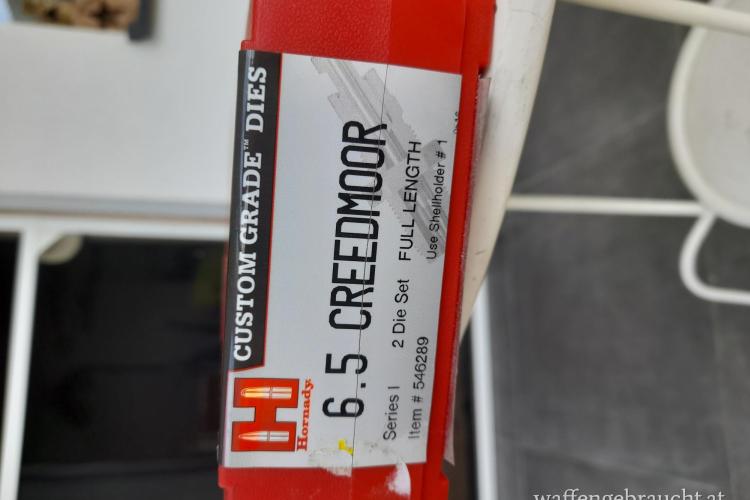 CUSTOM GRADE™ DIES
Hornady.
6.5 CREEDMOOR
Series I 2 Die Set FULL LENGTH
Item # 546289 Use Shellholder # 1
waffengebraucht.at